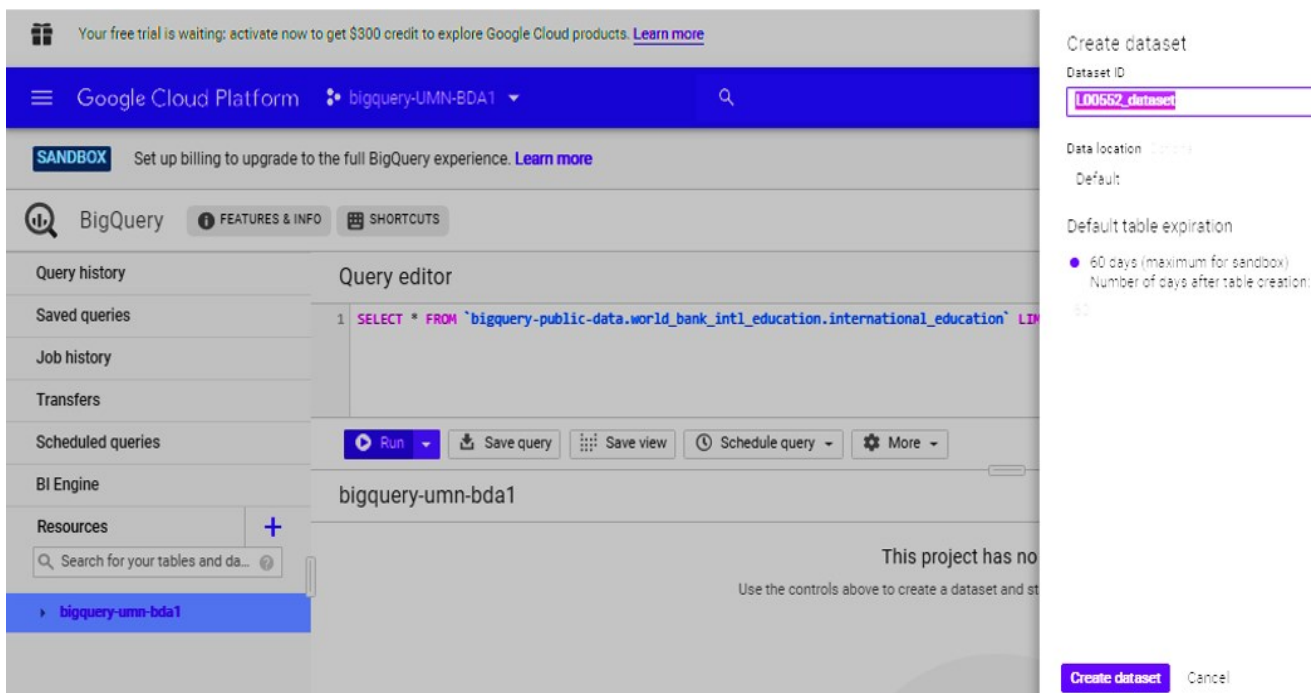 Your free trial is waiting: activate now to get $300 credit to explore Google Cloud products. Learn more
Google Cloud Platform bigquery-UMN-BDA1
SANDBOX Set up billing to upgrade to the full BigQuery experience. Learn more
BigQuery FEATURES & INFO SHORTCUTS
Query history
Saved queries
Job history
Transfers
Scheduled queries
BI Engine
Resources +
Search for your tables and da...
bigquery-umn-bda1
Query editor
1 SELECT * FROM `bigquery-public-data.world_bank_intl_education.international_education` LIM
Run Save query Save view Schedule query More
bigquery-umn-bda1
This project has no
Use the controls above to create a dataset and st
Create dataset
Dataset ID
L00552_dataset
Data location
Default
Default table expiration
60 days (maximum for sandbox)
Number of days after table creation:
60
Create dataset Cancel